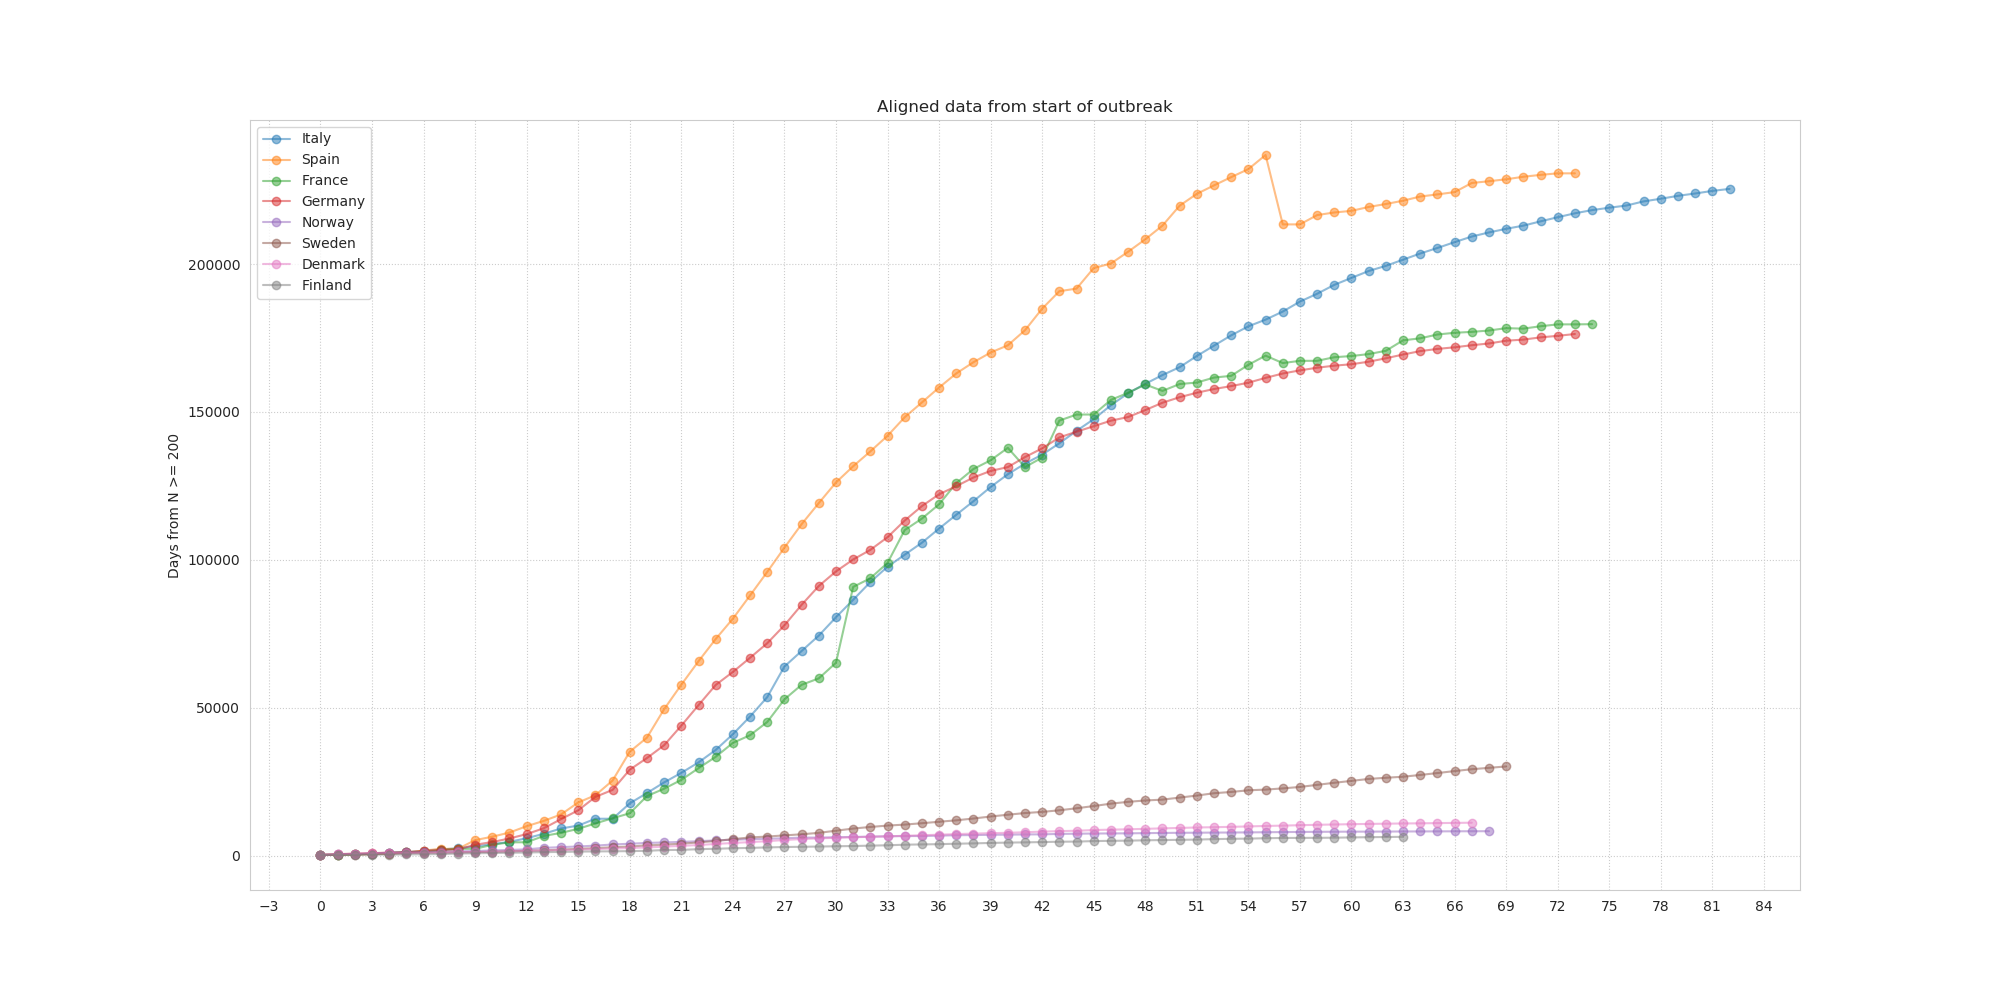 Aligned data from start of outbreak
Italy
Spain
France
Germany
Norway
Sweden
Denmark
Finland
200000
150000
100000
50000
0
Days from N >= 200
−3 0 3 6 9 12 15 18 21 24 27 30 33 36 39 42 45 48 51 54 57 60 63 66 69 72 75 78 81 84